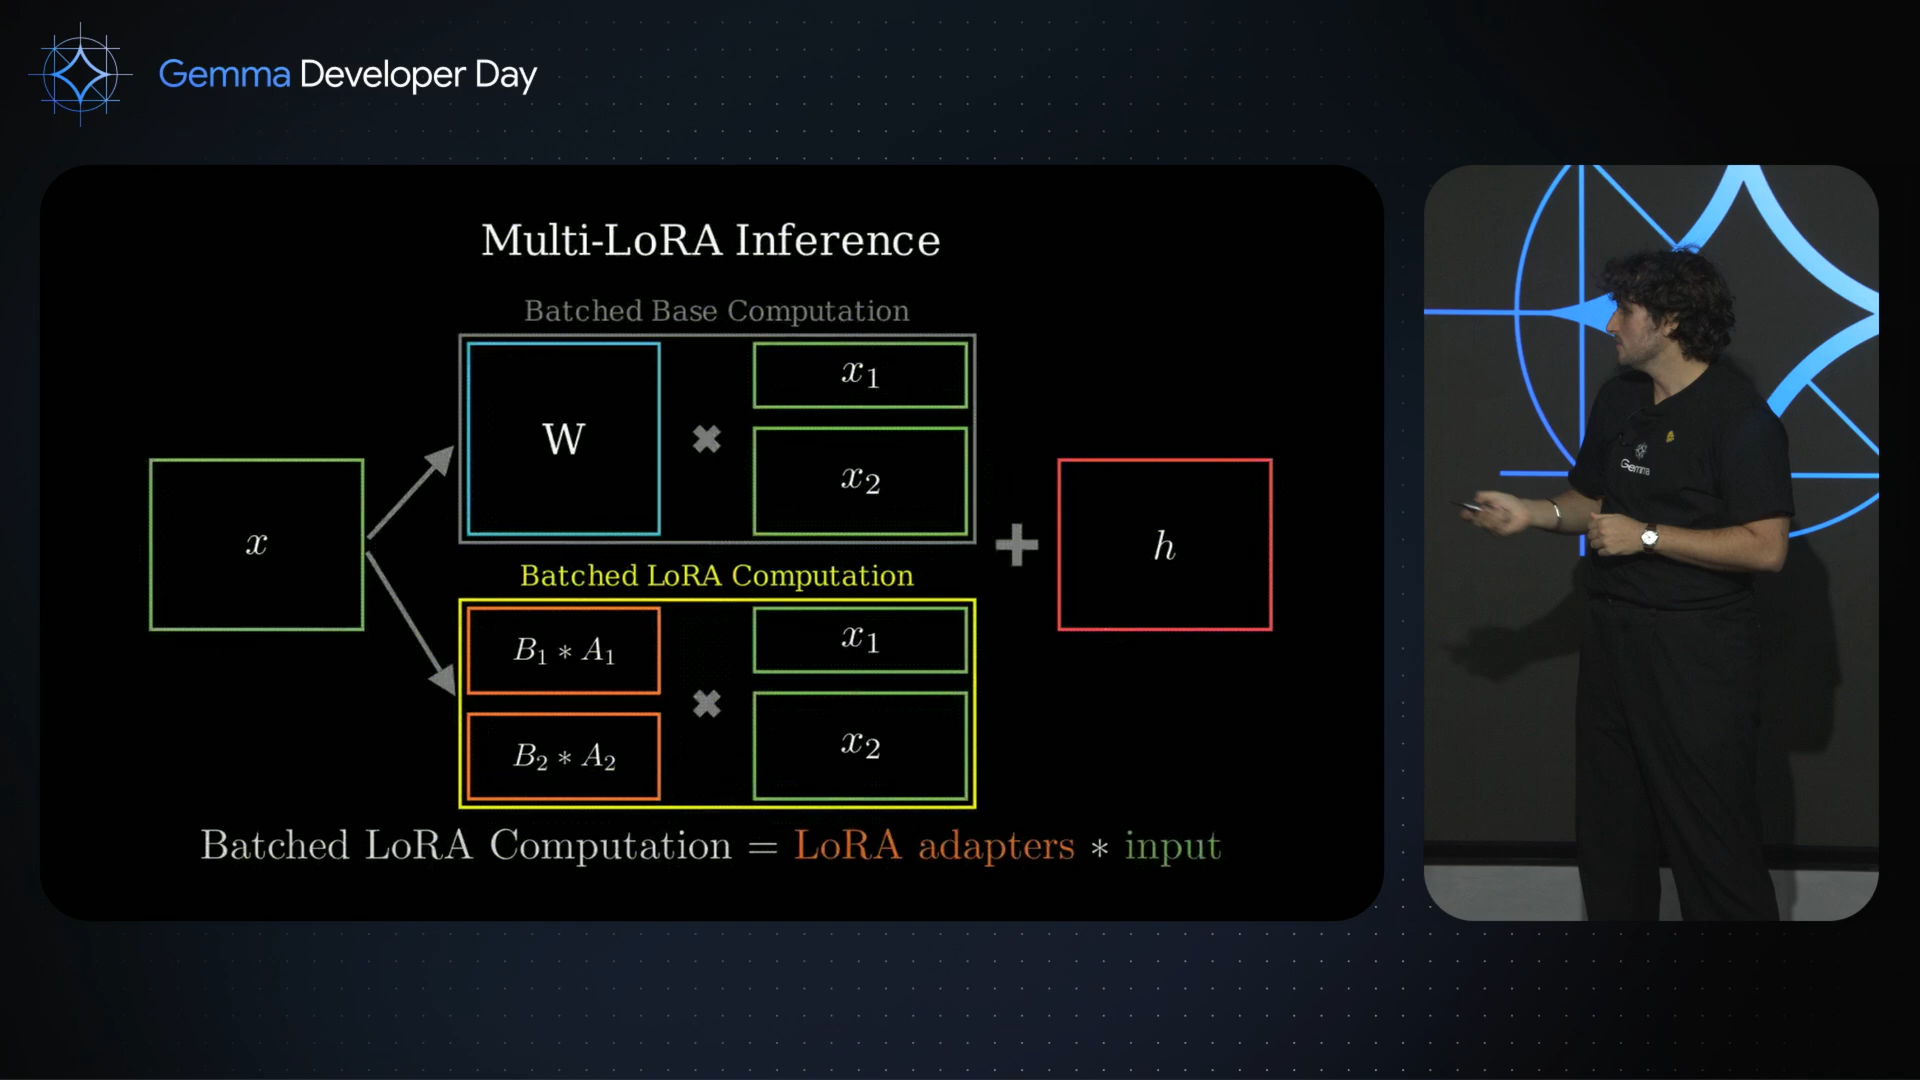 Gemma Developer Day
Multi-LoRA Inference
Batched Base Computation
W
x₁
x₂
x
h
Batched LoRA Computation
B₁ * A₁
x₁
B₂ * A₂
x₂
Batched LoRA Computation = LoRA adapters * input
Gemma